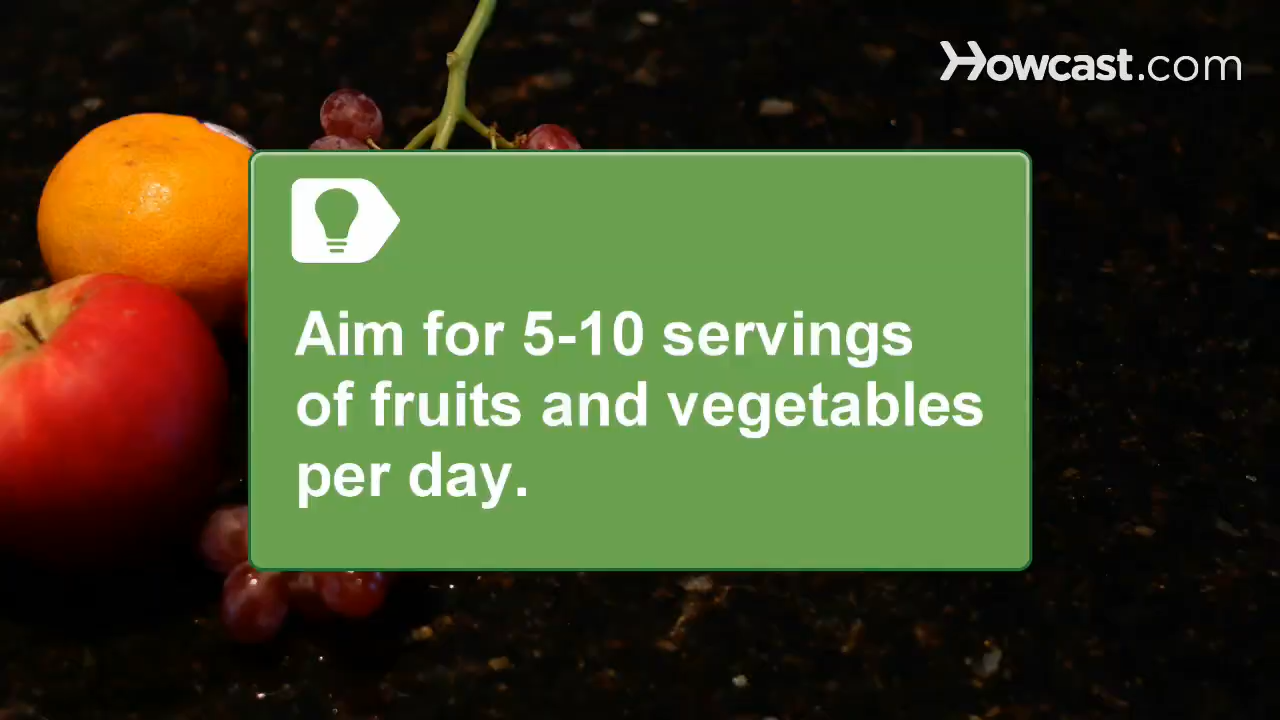 Howcast.com
Aim for 5-10 servings
of fruits and vegetables
per day.